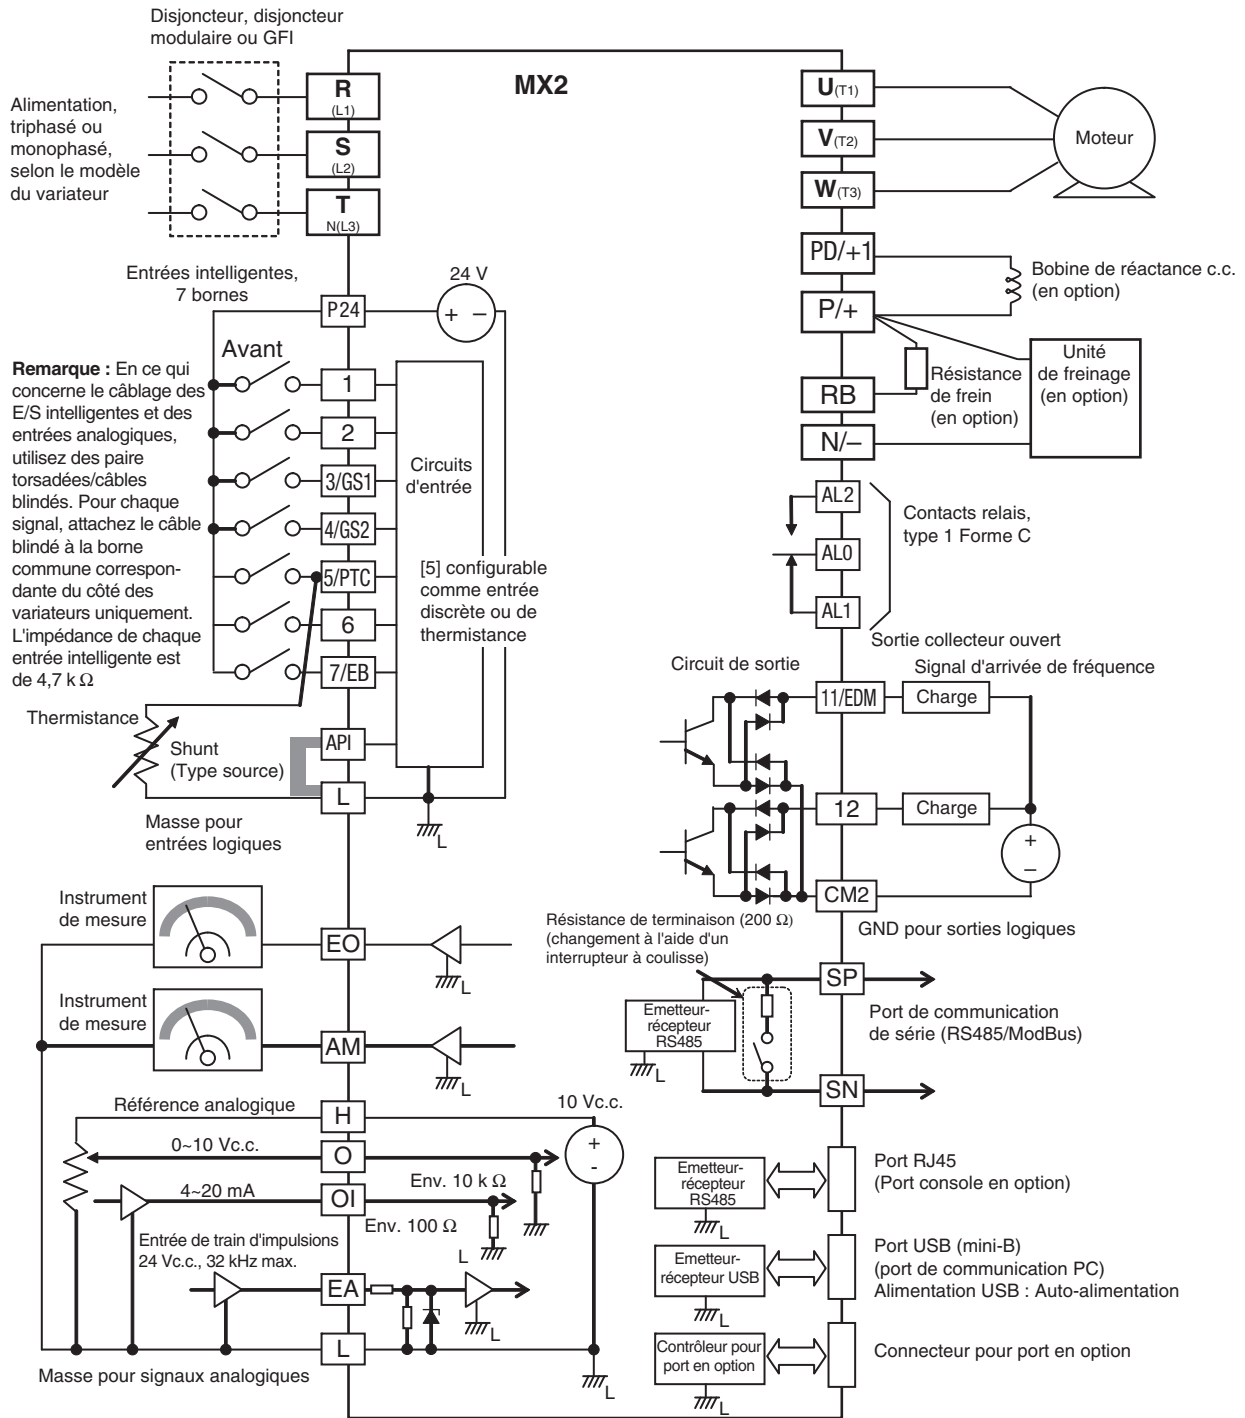 Disjoncteur, disjoncteur
modulaire ou GFI
MX2
Alimentation,
triphasé ou
monophasé,
selon le modèle
du variateur
R
(L1)
S
(L2)
T
N(L3)
U(T1)
V(T2)
W(T3)
Moteur
PD/+1
P/+
RB
N/–
Bobine de réactance c.c.
(en option)
Résistance
de frein
(en option)
Unité
de freinage
(en option)
Entrées intelligentes,
7 bornes
24 V
P24
+ –
Avant
Remarque : En ce qui
concerne le câblage des
E/S intelligentes et des
entrées analogiques,
utilisez des paire
torsadées/câbles
blindés. Pour chaque
signal, attachez le câble
blindé à la borne
commune correspon-
dante du côté des
variateurs uniquement.
L'impédance de chaque
entrée intelligente est
de 4,7 k Ω
1
2
3/GS1
4/GS2
5/PTC
6
7/EB
API
L
Circuits
d'entrée
[5] configurable
comme entrée
discrète ou de
thermistance
Thermistance
Shunt
(Type source)
L
Masse pour
entrées logiques
AL2
AL0
AL1
Contacts relais,
type 1 Forme C
Sortie collecteur ouvert
Circuit de sortie
Signal d'arrivée de fréquence
11/EDM
Charge
12
Charge
+
–
CM2
GND pour sorties logiques
Instrument
de mesure
EO
L
Instrument
de mesure
AM
L
Résistance de terminaison (200 Ω)
(changement à l'aide d'un
interrupteur à coulisse)
SP
Emetteur-
récepteur
RS485
L
Port de communication
de série (RS485/ModBus)
SN
Référence analogique
H
10 Vc.c.
+
-
0~10 Vc.c.
O
Env. 10 k Ω
4~20 mA
OI
Env. 100 Ω
Entrée de train d'impulsions
24 Vc.c., 32 kHz max.
L
EA
L
L
L
Masse pour signaux analogiques
Emetteur-
récepteur
RS485
L
Port RJ45
(Port console en option)
Emetteur-
récepteur USB
L
Port USB (mini-B)
(port de communication PC)
Alimentation USB : Auto-alimentation
Contrôleur pour
port en option
L
Connecteur pour port en option